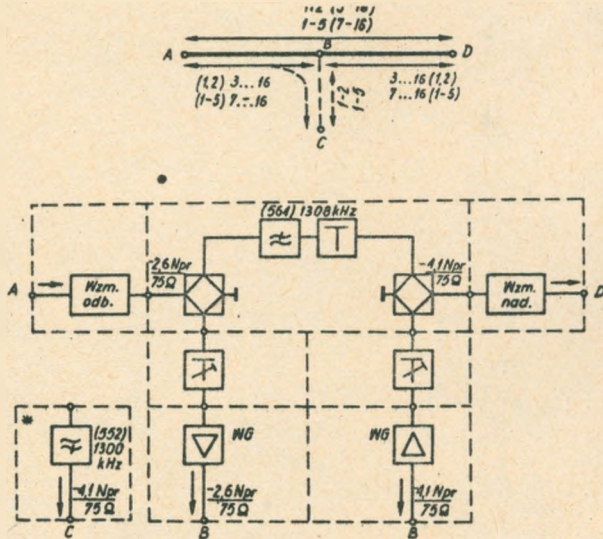 1-5 (7-16)
A
B
D
(1,2) 3...16
(1-5) 7...16
1-2
1-5
3...16 (1,2)
7...16 (1-5)
C
(564) 1308 kHz
A
Wzm.
odb.
-2,6 Npr
75Ω
-4,1 Npr
75Ω
Wzm.
nad.
D
*
(552)
1300
kHz
-4,1 Npr
75Ω
C
WG
-2,6 Npr
75Ω
B
WG
-4,1 Npr
75Ω
B